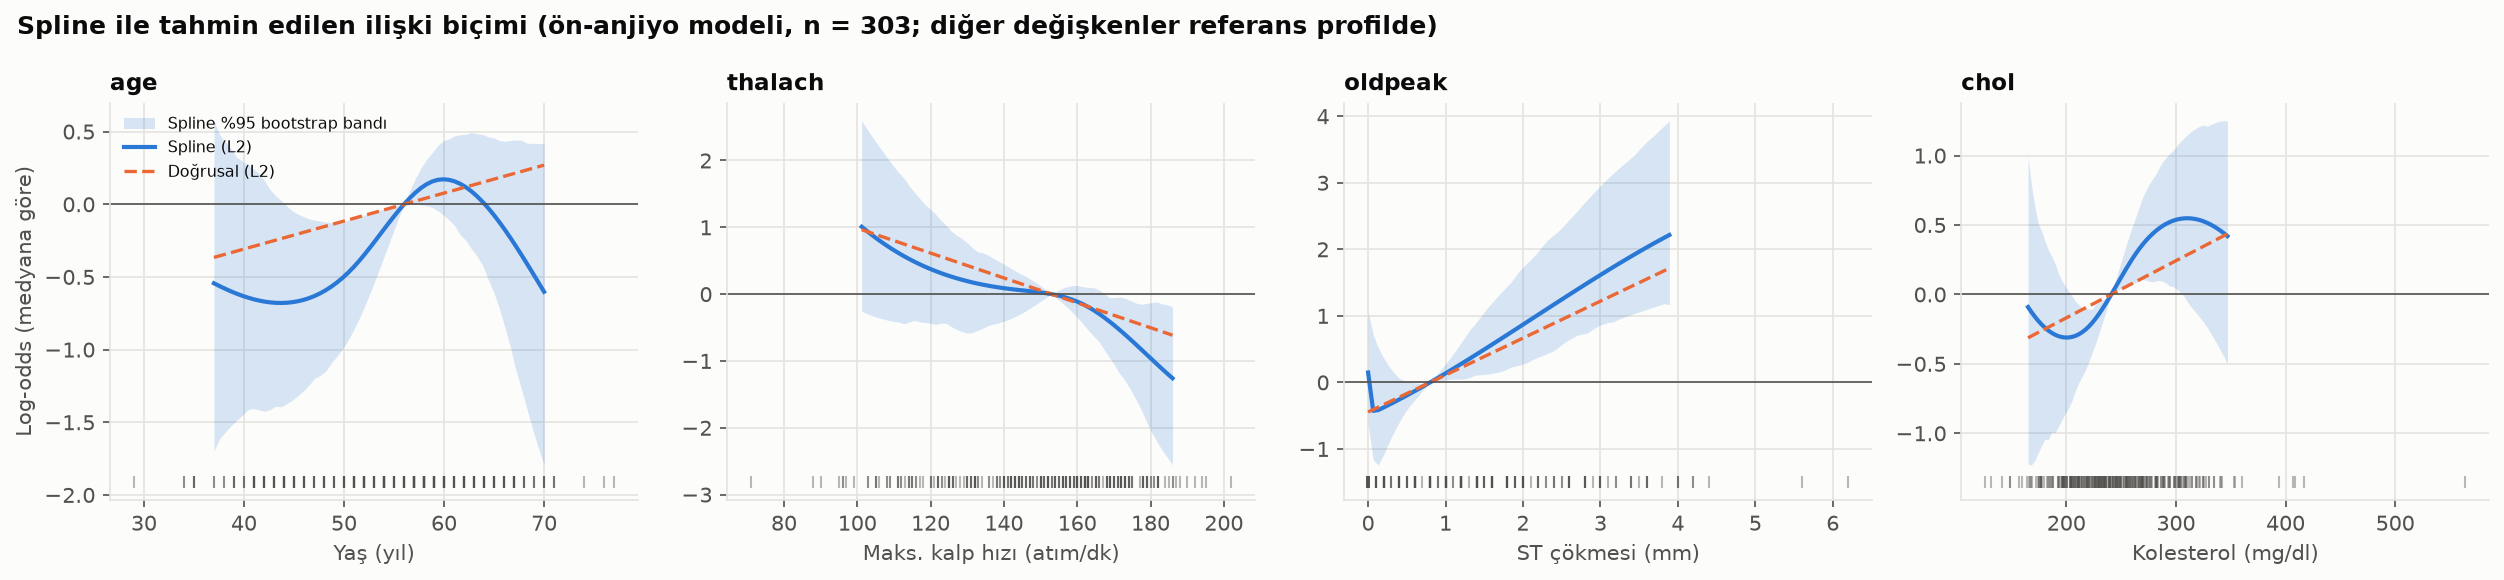 Spline ile tahmin edilen ilişki biçimi (ön-anjiyo modeli, n = 303; diğer değişkenler referans profilde)
age
Log-odds (medyana göre)
0.5
0.0
−0.5
−1.0
−1.5
−2.0
Spline %95 bootstrap bandı
Spline (L2)
Doğrusal (L2)
30 40 50 60 70
Yaş (yıl)
thalach
2
1
0
−1
−2
−3
80 100 120 140 160 180 200
Maks. kalp hızı (atım/dk)
oldpeak
4
3
2
1
0
−1
0 1 2 3 4 5 6
ST çökmesi (mm)
chol
1.0
0.5
0.0
−0.5
−1.0
200 300 400 500
Kolesterol (mg/dl)